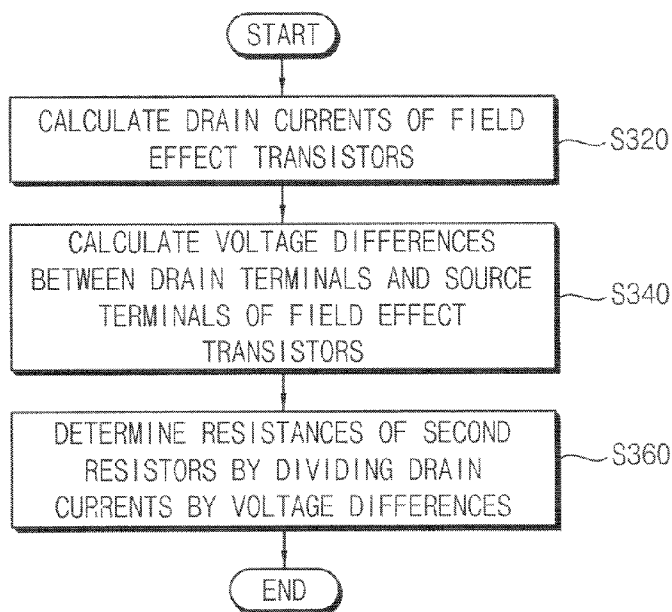 START
CALCULATE DRAIN CURRENTS OF FIELD
EFFECT TRANSISTORS
S320
CALCULATE VOLTAGE DIFFERENCES
BETWEEN DRAIN TERMINALS AND SOURCE
TERMINALS OF FIELD EFFECT
TRANSISTORS
S340
DETERMINE RESISTANCES OF SECOND
RESISTORS BY DIVIDING DRAIN
CURRENTS BY VOLTAGE DIFFERENCES
S360
END